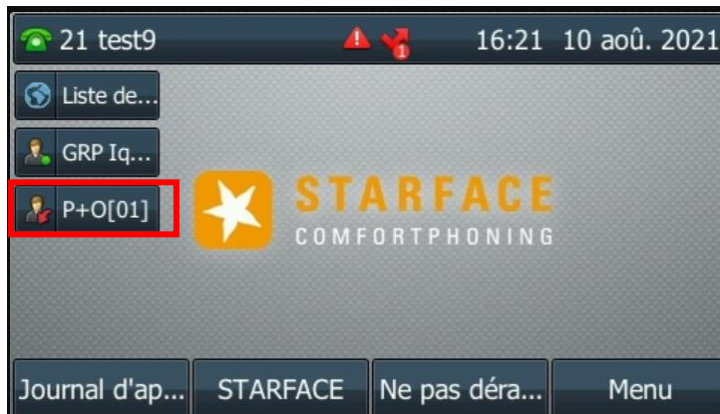 21 test9 16:21 10 aoû. 2021
1
Liste de...
GRP Iq...
P+O[01]
STARFACE
COMFORTPHONING
Journal d'ap... STARFACE Ne pas déra... Menu